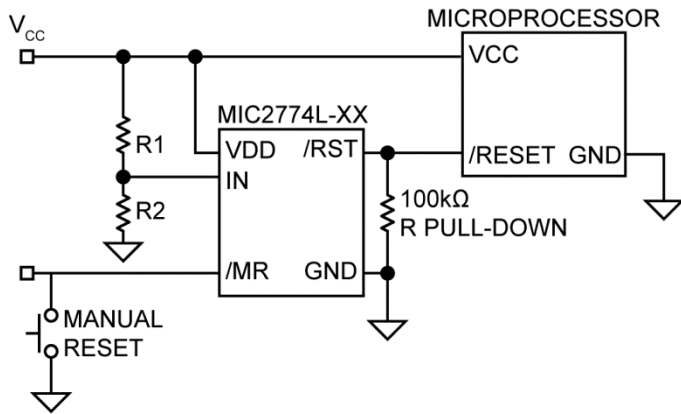 MICROPROCESSOR
VCC
VCC
MIC2774L-XX
R1
VDD
/RST
/RESET
GND
IN
R2
100kΩ
R PULL-DOWN
/MR
GND
MANUAL
RESET